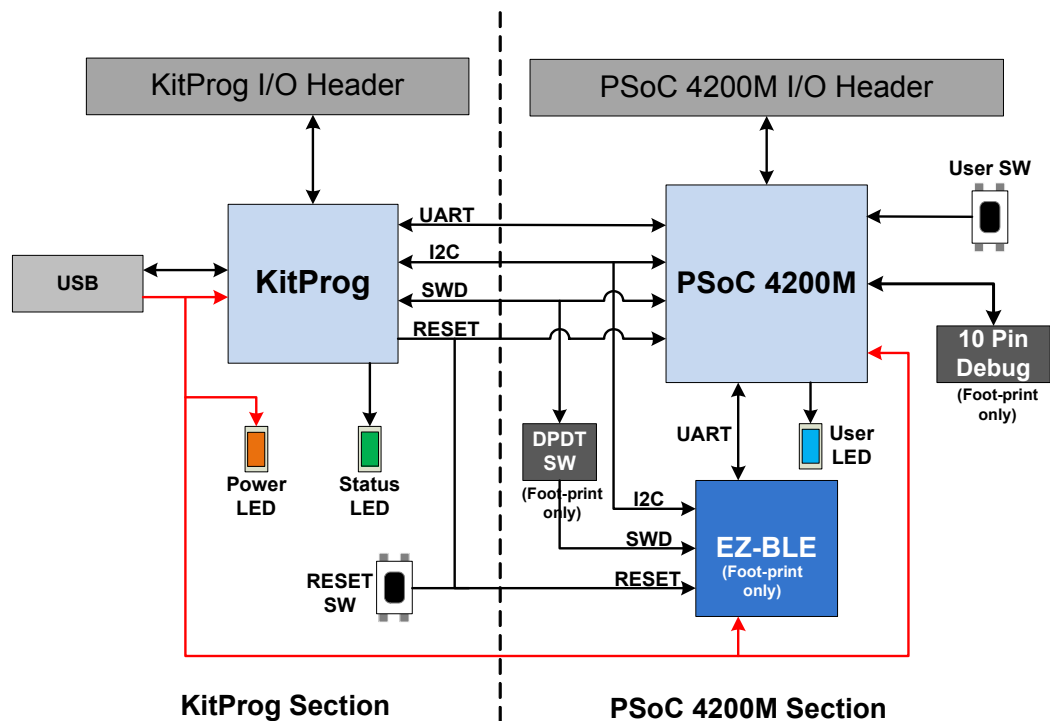 KitProg I/O Header
PSoC 4200M I/O Header
User SW
UART
I2C
SWD
RESET
USB
KitProg
PSoC 4200M
10 Pin
Debug
(Foot-print
only)
Power
LED
Status
LED
DPDT
SW
(Foot-print
only)
UART
User
LED
I2C
SWD
RESET
EZ-BLE
(Foot-print
only)
RESET
SW
KitProg Section
PSoC 4200M Section